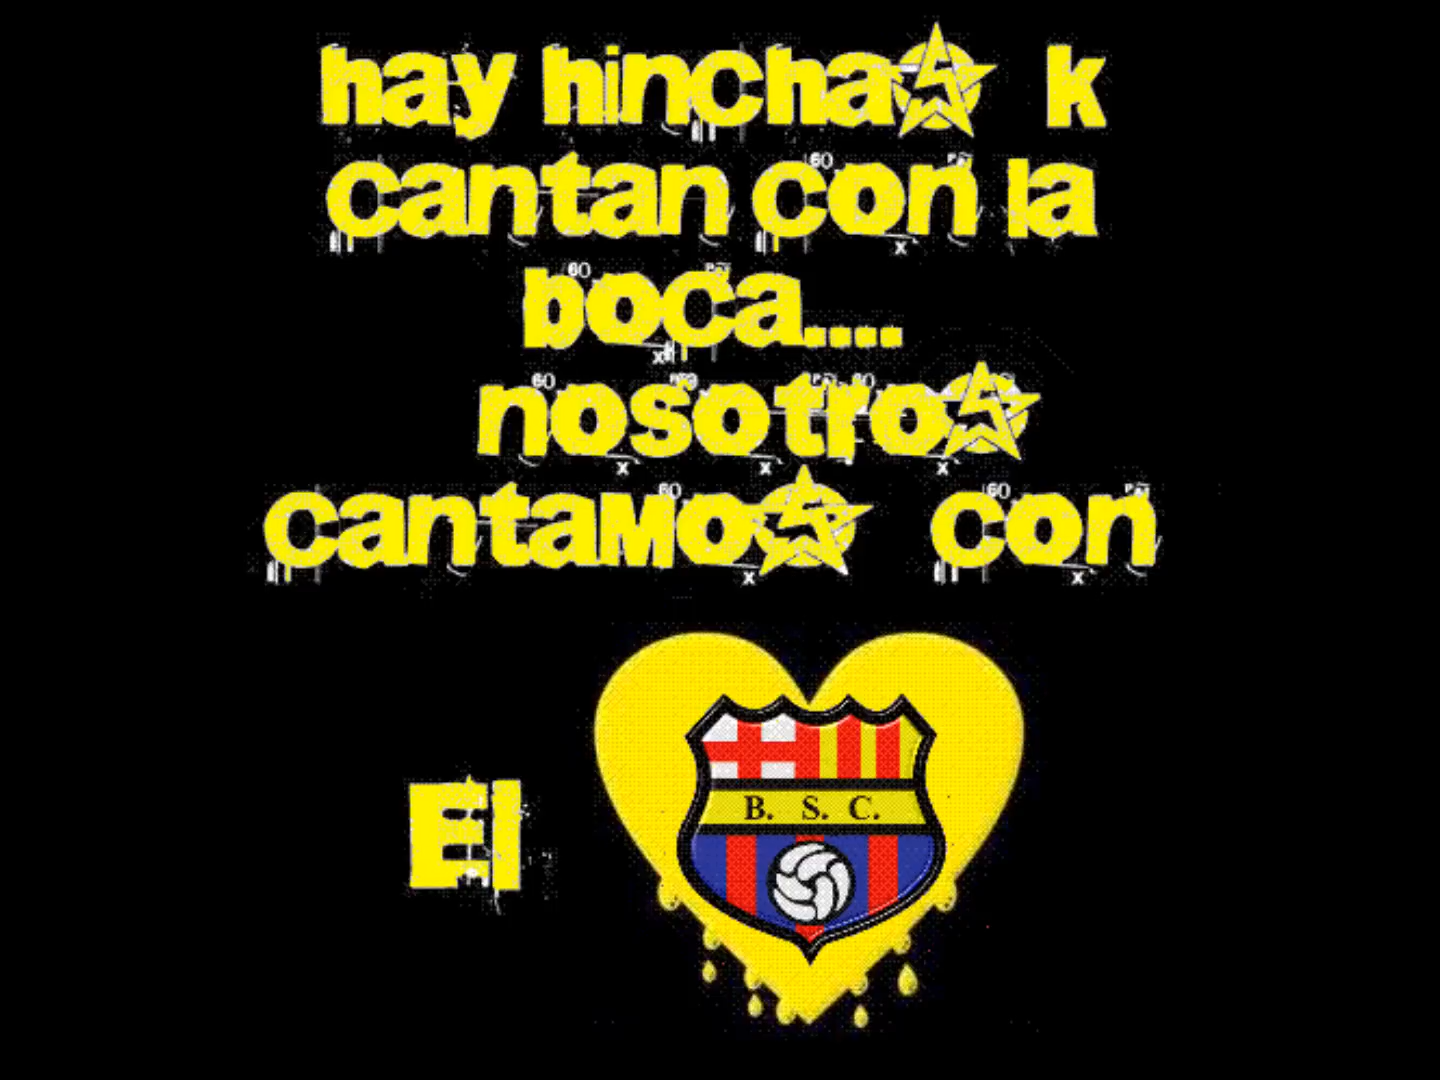 hay hinchas k
cantan con la
boca....
nosotros
cantamos con
El
B. S. C.